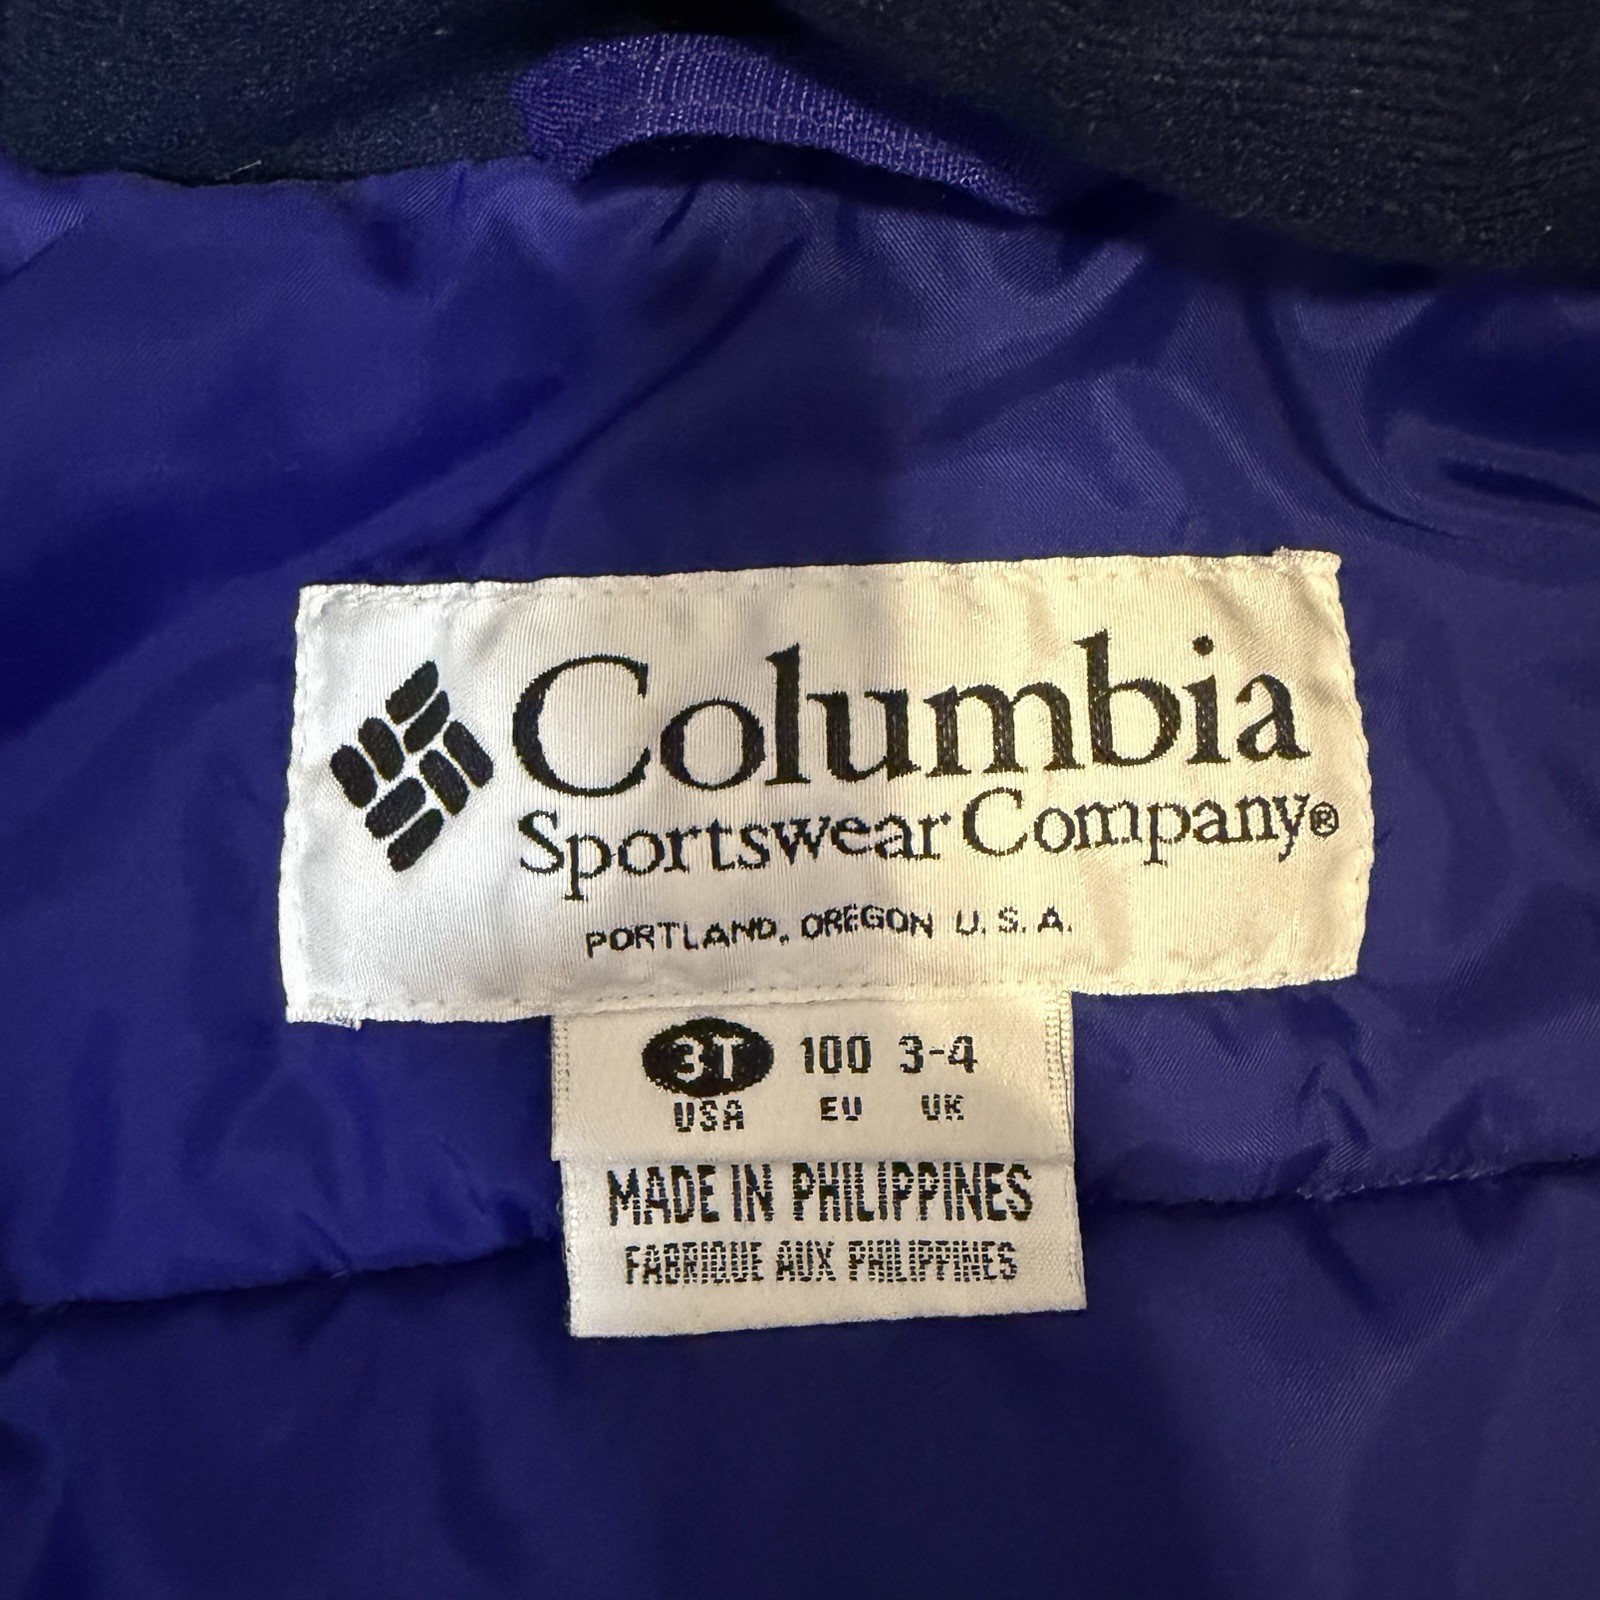 Columbia
Sportswear Company®
PORTLAND, OREGON U.S.A.
3T 100 3-4
USA EU UK
MADE IN PHILIPPINES
FABRIQUE AUX PHILIPPINES